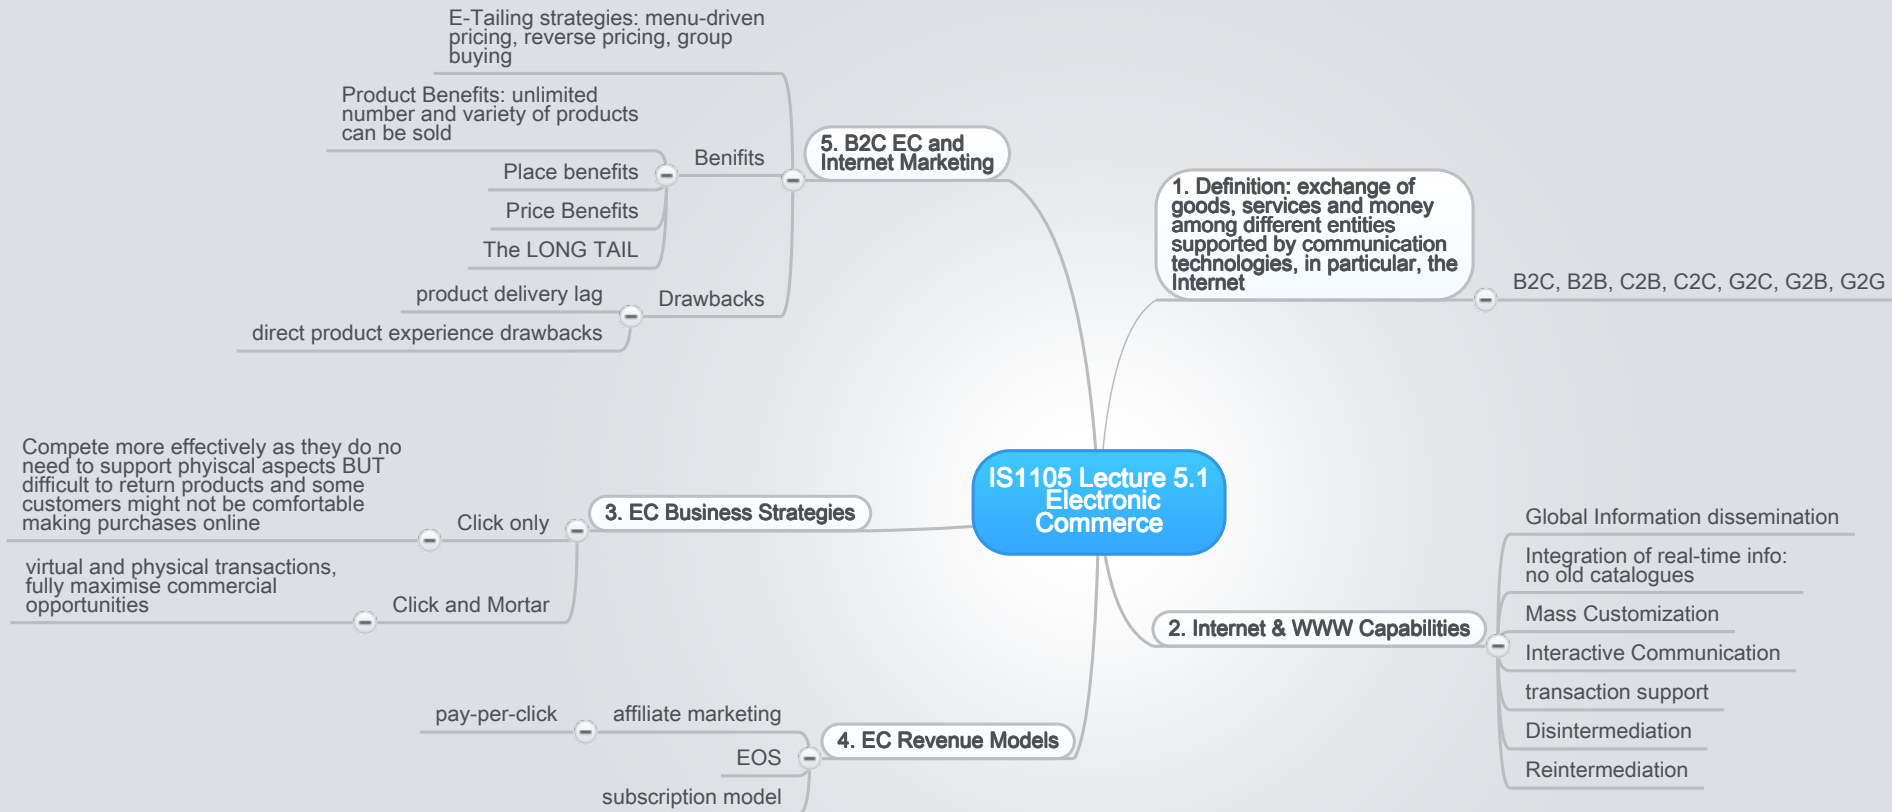 IS1105 Lecture 5.1
Electronic
Commerce
1. Definition: exchange of
goods, services and money
among different entities
supported by communication
technologies, in particular, the
Internet
B2C, B2B, C2B, C2C, G2C, G2B, G2G
2. Internet & WWW Capabilities
Global Information dissemination
Integration of real-time info:
no old catalogues
Mass Customization
Interactive Communication
transaction support
Disintermediation
Reintermediation
3. EC Business Strategies
Click only
Compete more effectively as they do no
need to support phyiscal aspects BUT
difficult to return products and some
customers might not be comfortable
making purchases online
Click and Mortar
virtual and physical transactions,
fully maximise commercial
opportunities
4. EC Revenue Models
affiliate marketing
pay-per-click
EOS
subscription model
5. B2C EC and
Internet Marketing
E-Tailing strategies: menu-driven
pricing, reverse pricing, group
buying
Benifits
Product Benefits: unlimited
number and variety of products
can be sold
Place benefits
Price Benefits
The LONG TAIL
Drawbacks
product delivery lag
direct product experience drawbacks